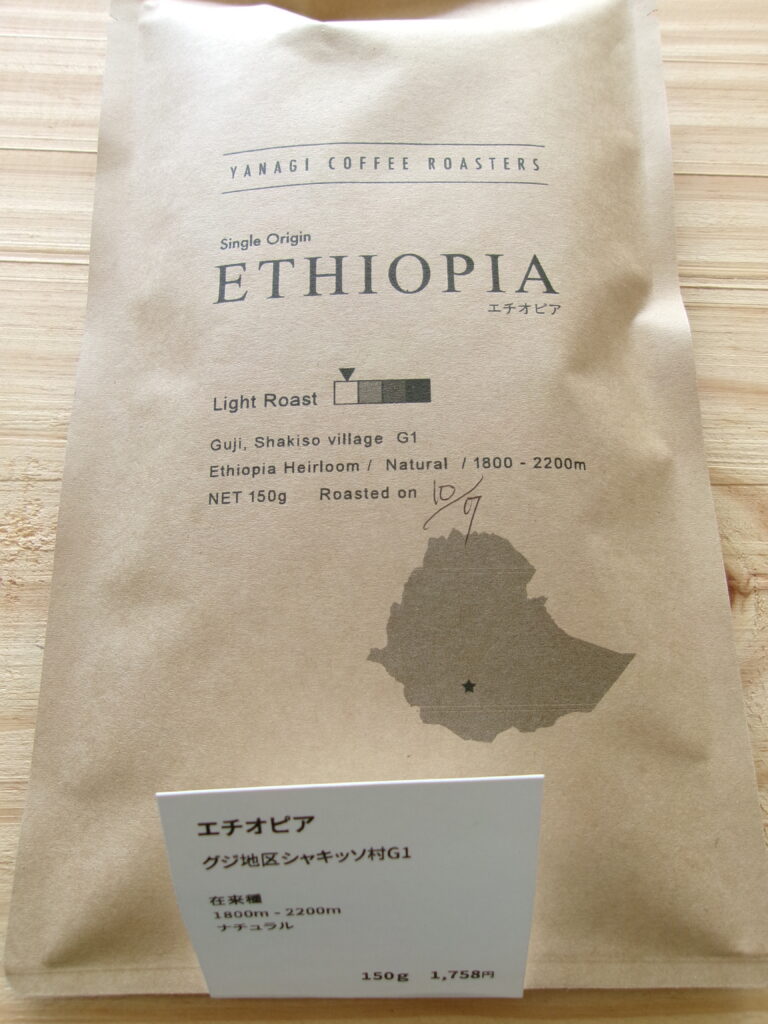 YANAGI COFFEE ROASTERS
Single Origin
ETHIOPIA
エチオピア
Light Roast
Guji, Shakiso village G1
Ethiopia Heirloom / Natural / 1800 - 2200m
NET 150g Roasted on 10/7
エチオピア
グジ地区シャキッソ村G1
在来種
1800m - 2200m
ナチュラル
150g 1,758円